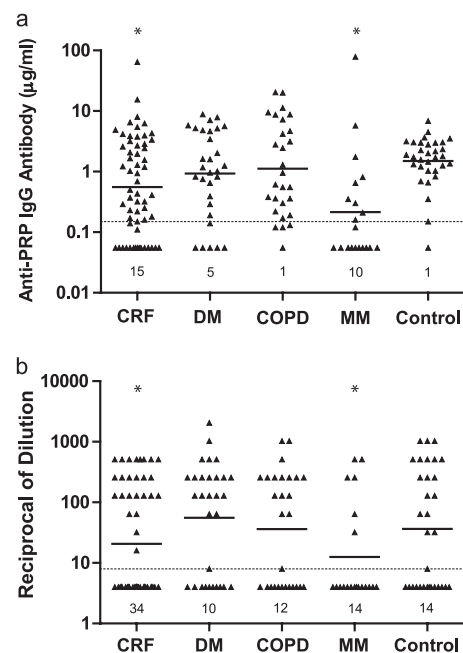 a
* *
Anti-PRP IgG Antibody (µg/ml)
100
10
1
0.1
0.01
15 5 1 10 1
CRF DM COPD MM Control
b
* *
Reciprocal of Dilution
10000
1000
100
10
1
34 10 12 14 14
CRF DM COPD MM Control